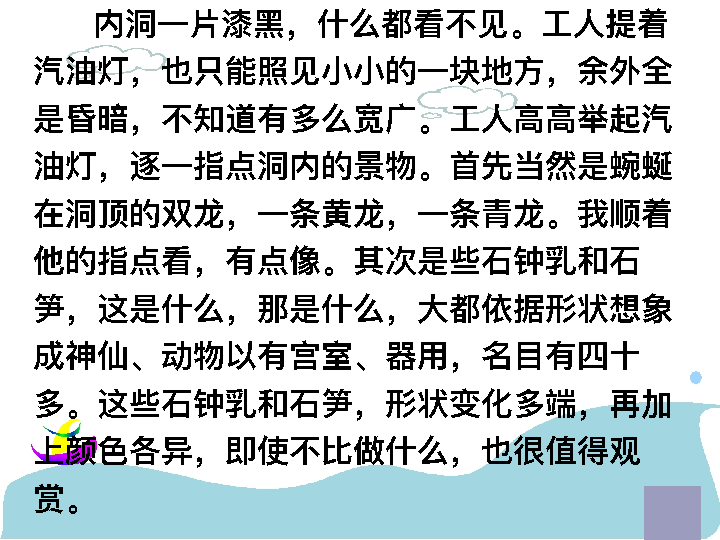 内洞一片漆黑，什么都看不见。工人提着
汽油灯，也只能照见小小的一块地方，余外全
是昏暗，不知道有多么宽广。工人高高举起汽
油灯，逐一指点洞内的景物。首先当然是蜿蜒
在洞顶的双龙，一条黄龙，一条青龙。我顺着
他的指点看，有点像。其次是些石钟乳和石
笋，这是什么，那是什么，大都依据形状想象
成神仙、动物以有宫室、器用，名目有四十
多。这些石钟乳和石笋，形状变化多端，再加
上颜色各异，即使不比做什么，也很值得观
赏。